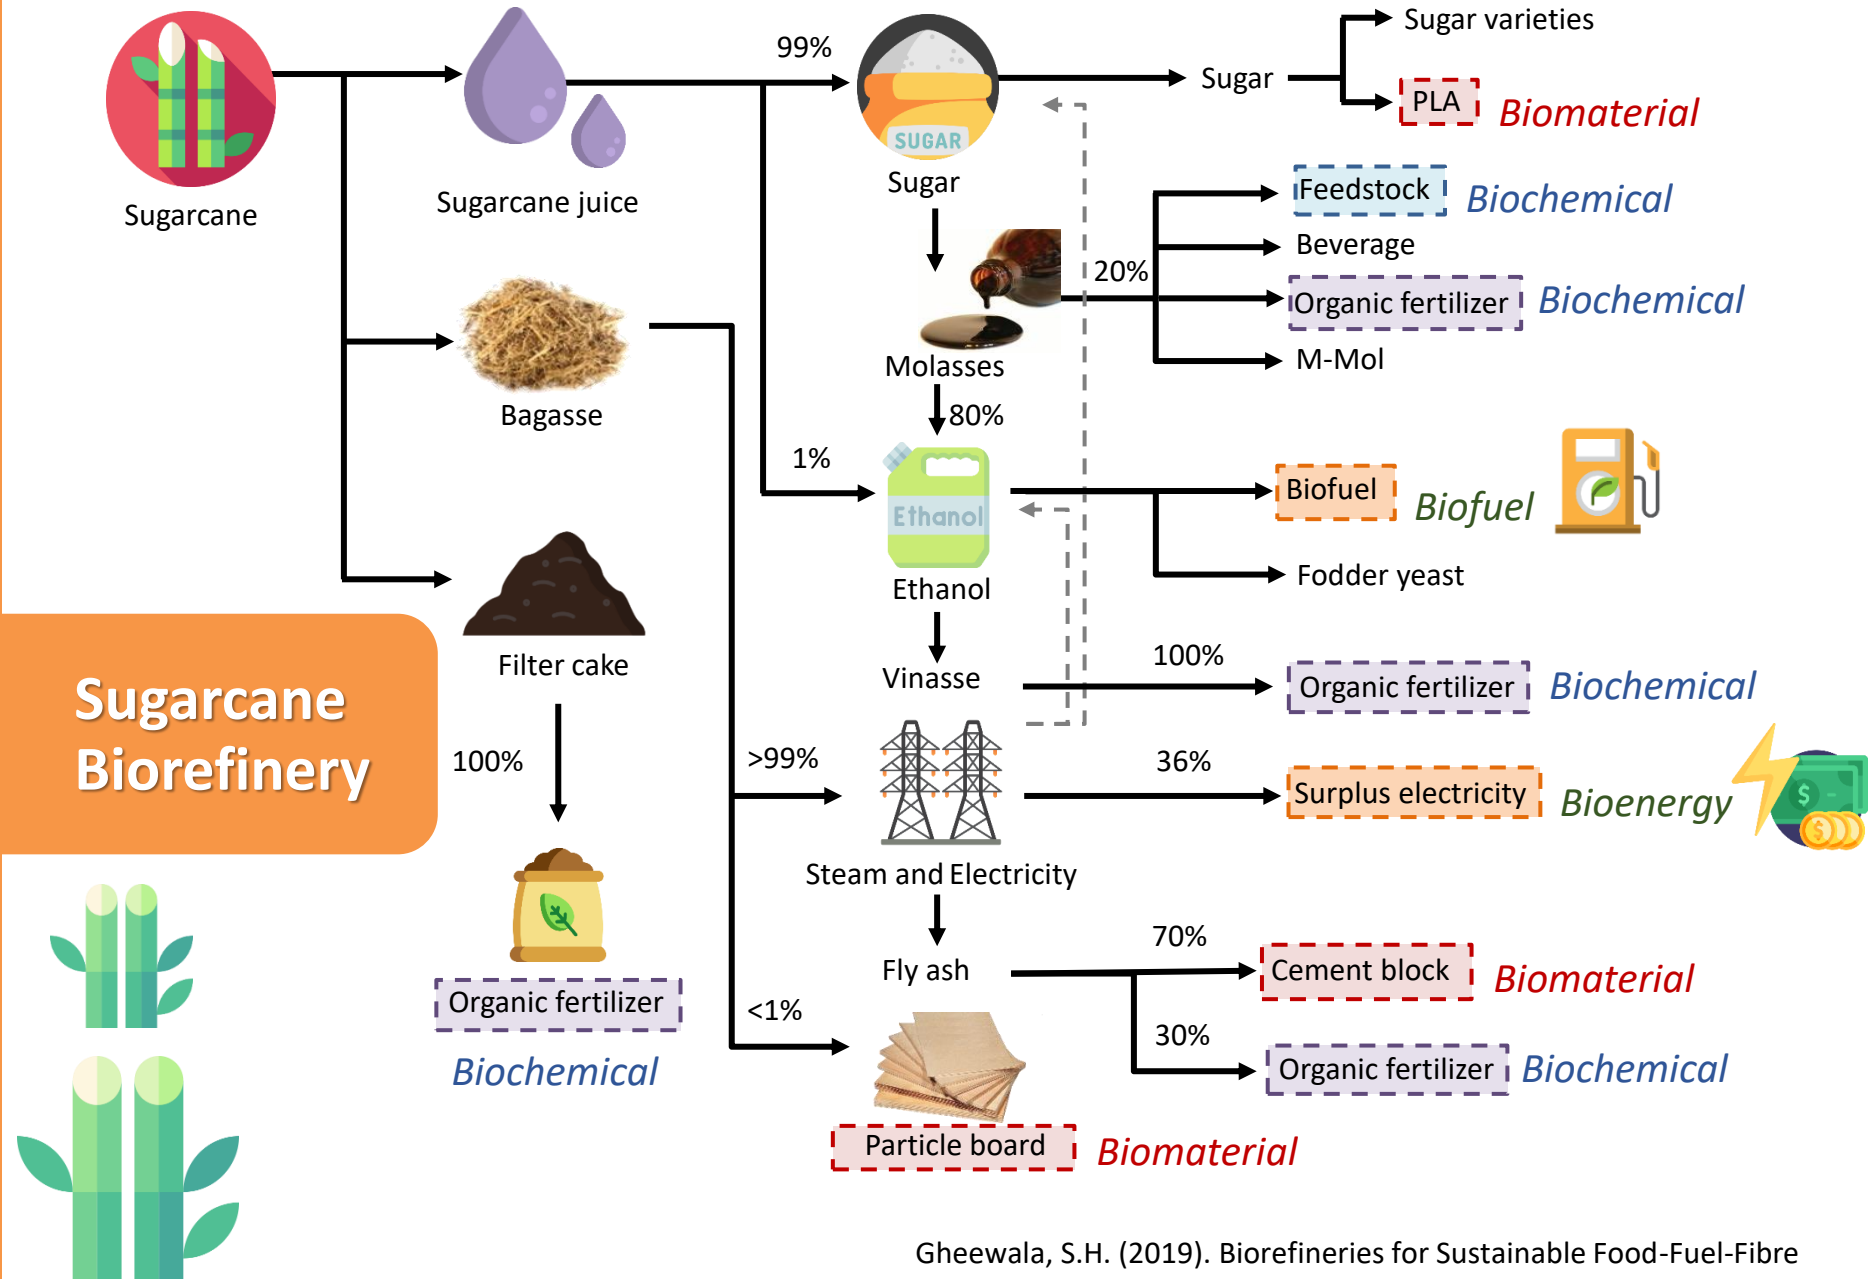 Sugarcane
Sugarcane juice
99%
SUGAR
Sugar
Sugar
Sugar varieties
PLA
Biomaterial
Feedstock
Biochemical
Beverage
20%
Organic fertilizer
Biochemical
M-Mol
Molasses
80%
Bagasse
1%
Ethanol
Ethanol
Biofuel
Biofuel
Fodder yeast
Filter cake
Vinasse
100%
Organic fertilizer
Biochemical
Sugarcane
Biorefinery
100%
>99%
36%
Surplus electricity
Bioenergy
Steam and Electricity
Fly ash
70%
Cement block
Biomaterial
30%
Organic fertilizer
Biochemical
Organic fertilizer
Biochemical
<1%
Particle board
Biomaterial
Gheewala, S.H. (2019). Biorefineries for Sustainable Food-Fuel-Fibre